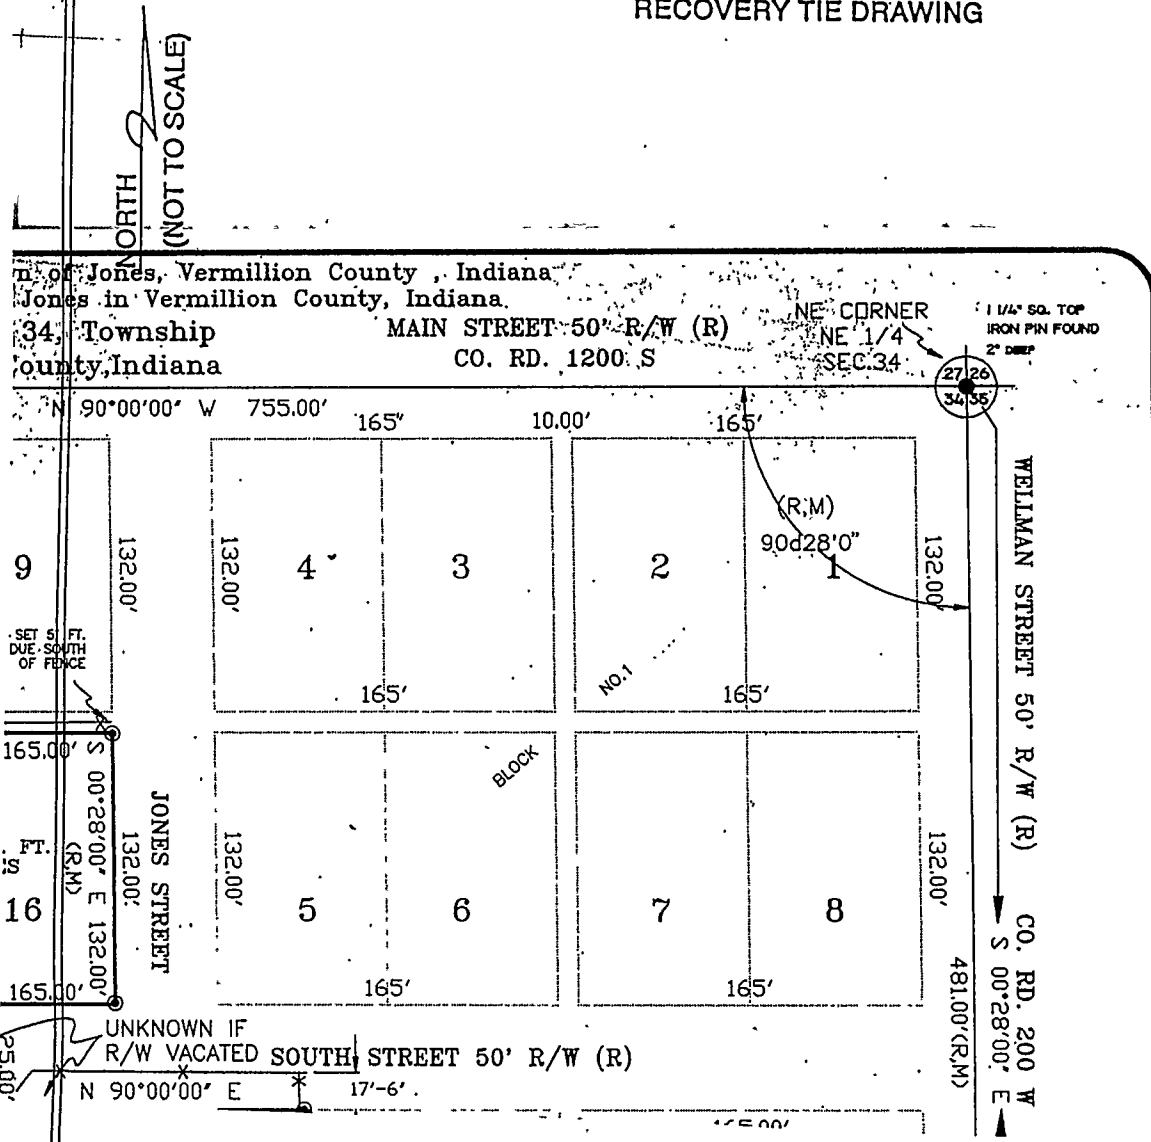 RECOVERY TIE DRAWING
NORTH
(NOT TO SCALE)
n of Jones, Vermillion County , Indiana
Jones in Vermillion County, Indiana.
34, Township
ounty,Indiana
MAIN STREET 50' R/W (R)
CO. RD. 1200 S
NE CORNER
NE 1/4
SEC.34
1 1/4" SQ. TOP
IRON PIN FOUND
2" DEEP
27 26
34 35
N 90°00'00" W 755.00'
165'
10.00'
165'
(R,M)
90d28'0"
9
132.00'
132.00'
4
3
2
1
132.00'
WELLMAN STREET 50' R/W (R) CO. RD. 200 W
SET 5 FT.
DUE SOUTH
OF FENCE
165'
NO.1
165'
165.00'
S 00°28'00" E 132.00'
(R,M)
132.00'
JONES STREET
132.00'
BLOCK
132.00'
FT.
16
5
6
7
8
165.00'
165'
165'
481.00'(R,M)
S 00°28'00" E
UNKNOWN IF
R/W VACATED
SOUTH STREET 50' R/W (R)
25.00'
N 90°00'00" E
17'-6'